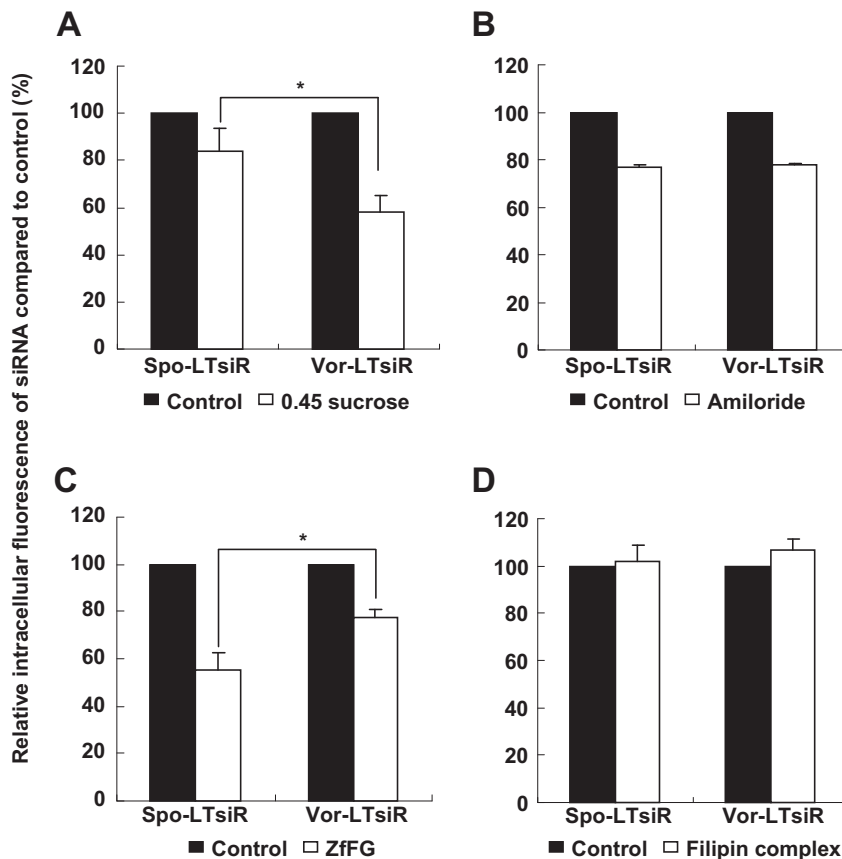 Relative intracellular fluorescence of siRNA compared to control (%)
A
120
100
80
60
40
20
0
*
Spo-LTsiR Vor-LTsiR
Control 0.45 sucrose
B
120
100
80
60
40
20
0
Spo-LTsiR Vor-LTsiR
Control Amiloride
C
120
100
80
60
40
20
0
*
Spo-LTsiR Vor-LTsiR
Control ZfFG
D
120
100
80
60
40
20
0
Spo-LTsiR Vor-LTsiR
Control Filipin complex